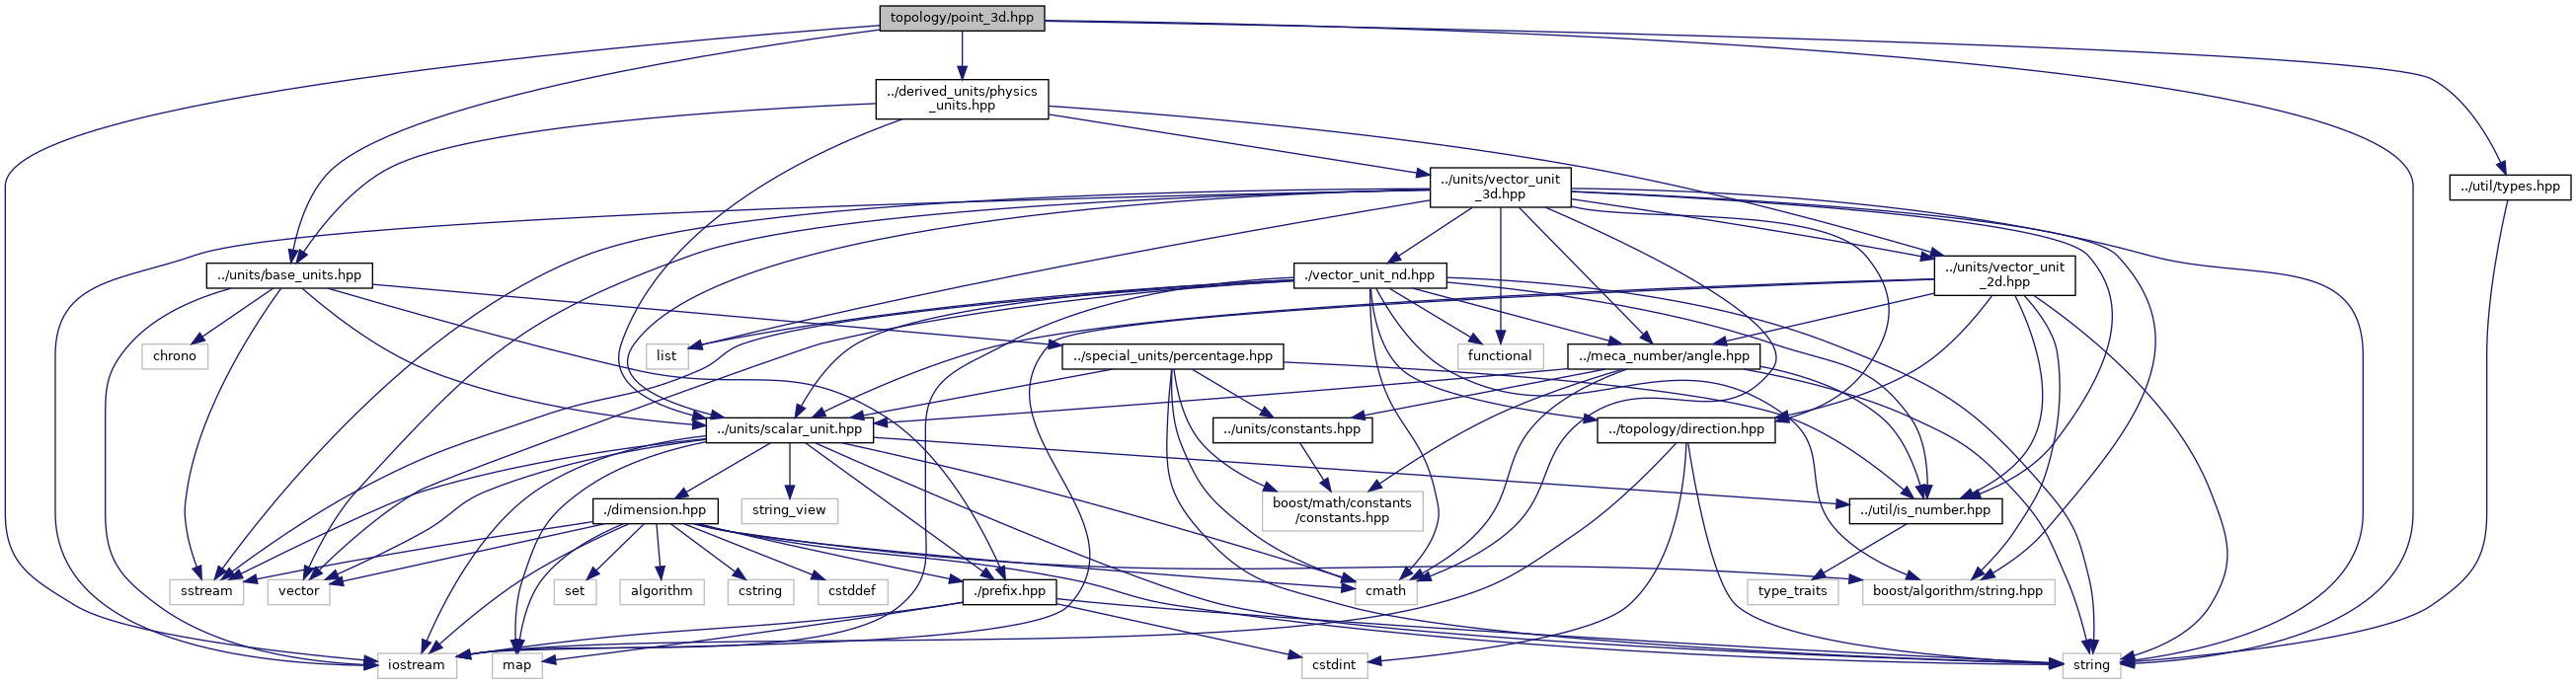 topology/point_3d.hpp
../derived_units/physics
_units.hpp
../units/vector_unit
_3d.hpp
../util/types.hpp
../units/base_units.hpp
./vector_unit_nd.hpp
../units/vector_unit
_2d.hpp
chrono
list
../special_units/percentage.hpp
functional
../meca_number/angle.hpp
../units/scalar_unit.hpp
../units/constants.hpp
../topology/direction.hpp
./dimension.hpp
string_view
boost/math/constants
/constants.hpp
../util/is_number.hpp
sstream
vector
set
algorithm
cstring
cstddef
./prefix.hpp
cmath
type_traits
boost/algorithm/string.hpp
iostream
map
cstdint
string